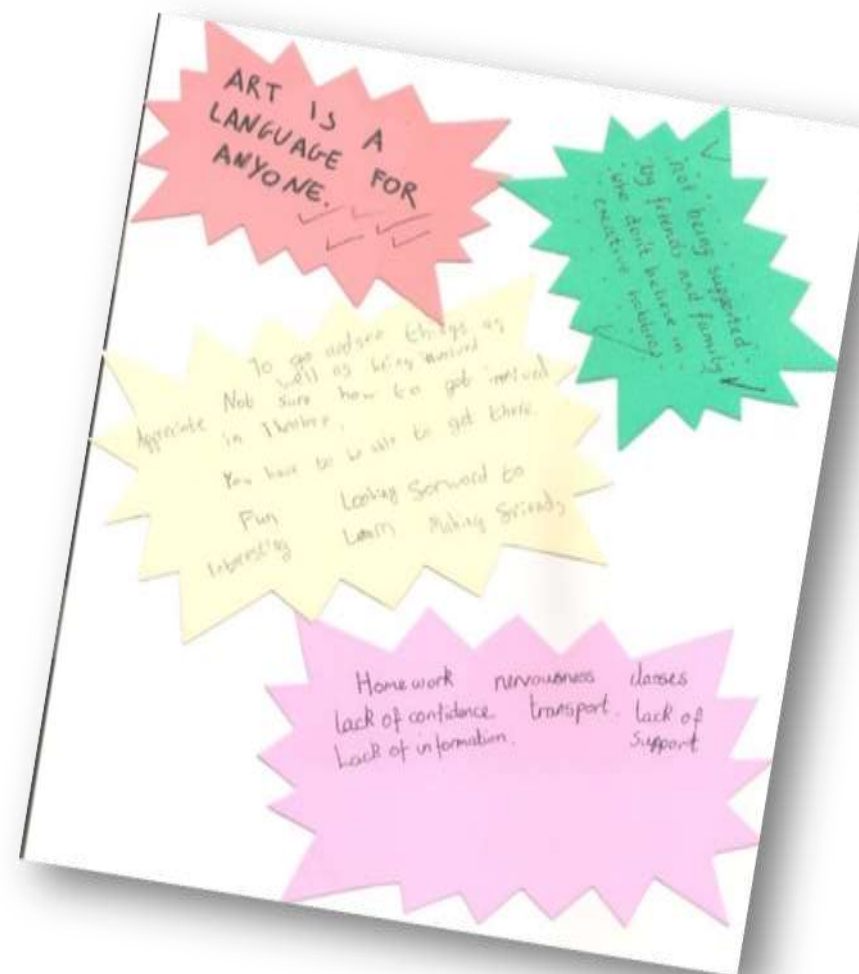 ART IS A
LANGUAGE FOR
ANYONE.
not being supported
by friends and family
who don't believe in
creative hobbies.
To go and see things as
well as being involved
Appreciate Not sure how to get involved
in Theatre.
You have to be able to get there.
Fun Looking forward to
Interesting Learn Making friends
Homework nervousness classes
lack of confidence transport. lack of
Lack of information. support